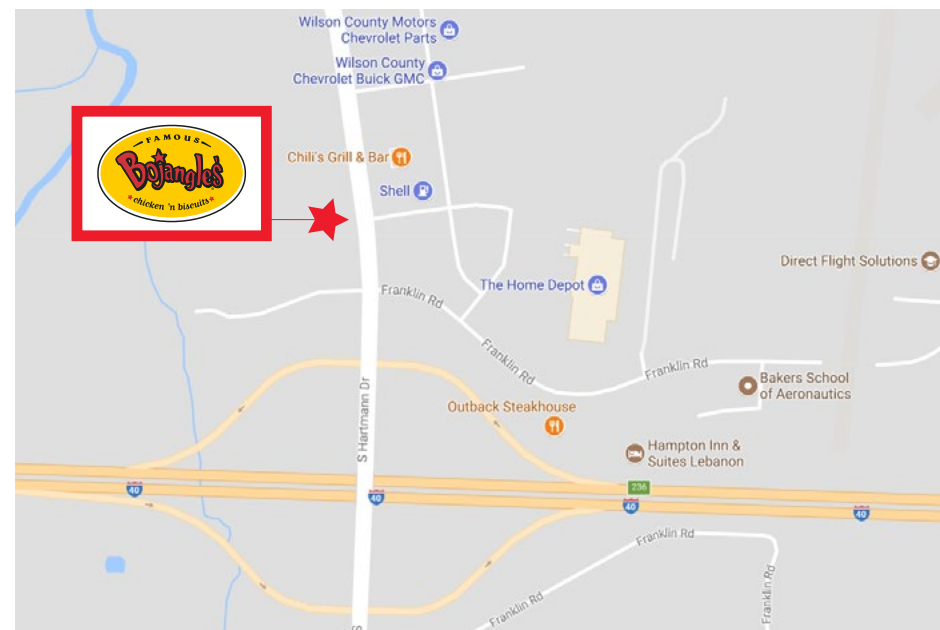 Wilson County Motors
Chevrolet Parts
Wilson County
Chevrolet Buick GMC
FAMOUS
Bojangles'
chicken 'n biscuits
Chili's Grill & Bar
Shell
Direct Flight Solutions
The Home Depot
Franklin Rd
Franklin Rd
Franklin Rd
Bakers School
of Aeronautics
S Hartmann Dr
Outback Steakhouse
Hampton Inn &
Suites Lebanon
236
40
40
40
40
Franklin Rd
Franklin Rd
Franklin Rd
S